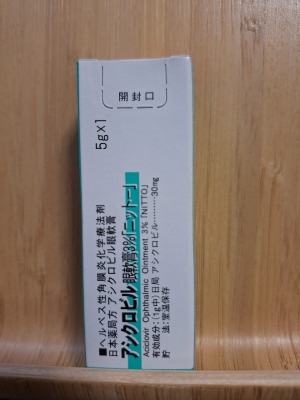 開封口
5g×1
■ヘルペス性角膜炎化学療法剤
日本薬局方 アシクロビル眼軟膏
アシクロビル眼軟膏3%「ニットー」
Aciclovir Ophthalmic Ointment 3%「NITTO」
有効成分:(1g中)日局 アシクロビル………30mg
貯 法:室温保存